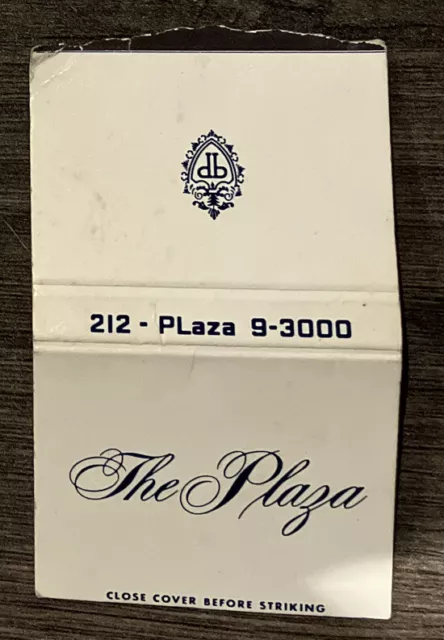 212 - PLaza 9-3000
The Plaza
CLOSE COVER BEFORE STRIKING